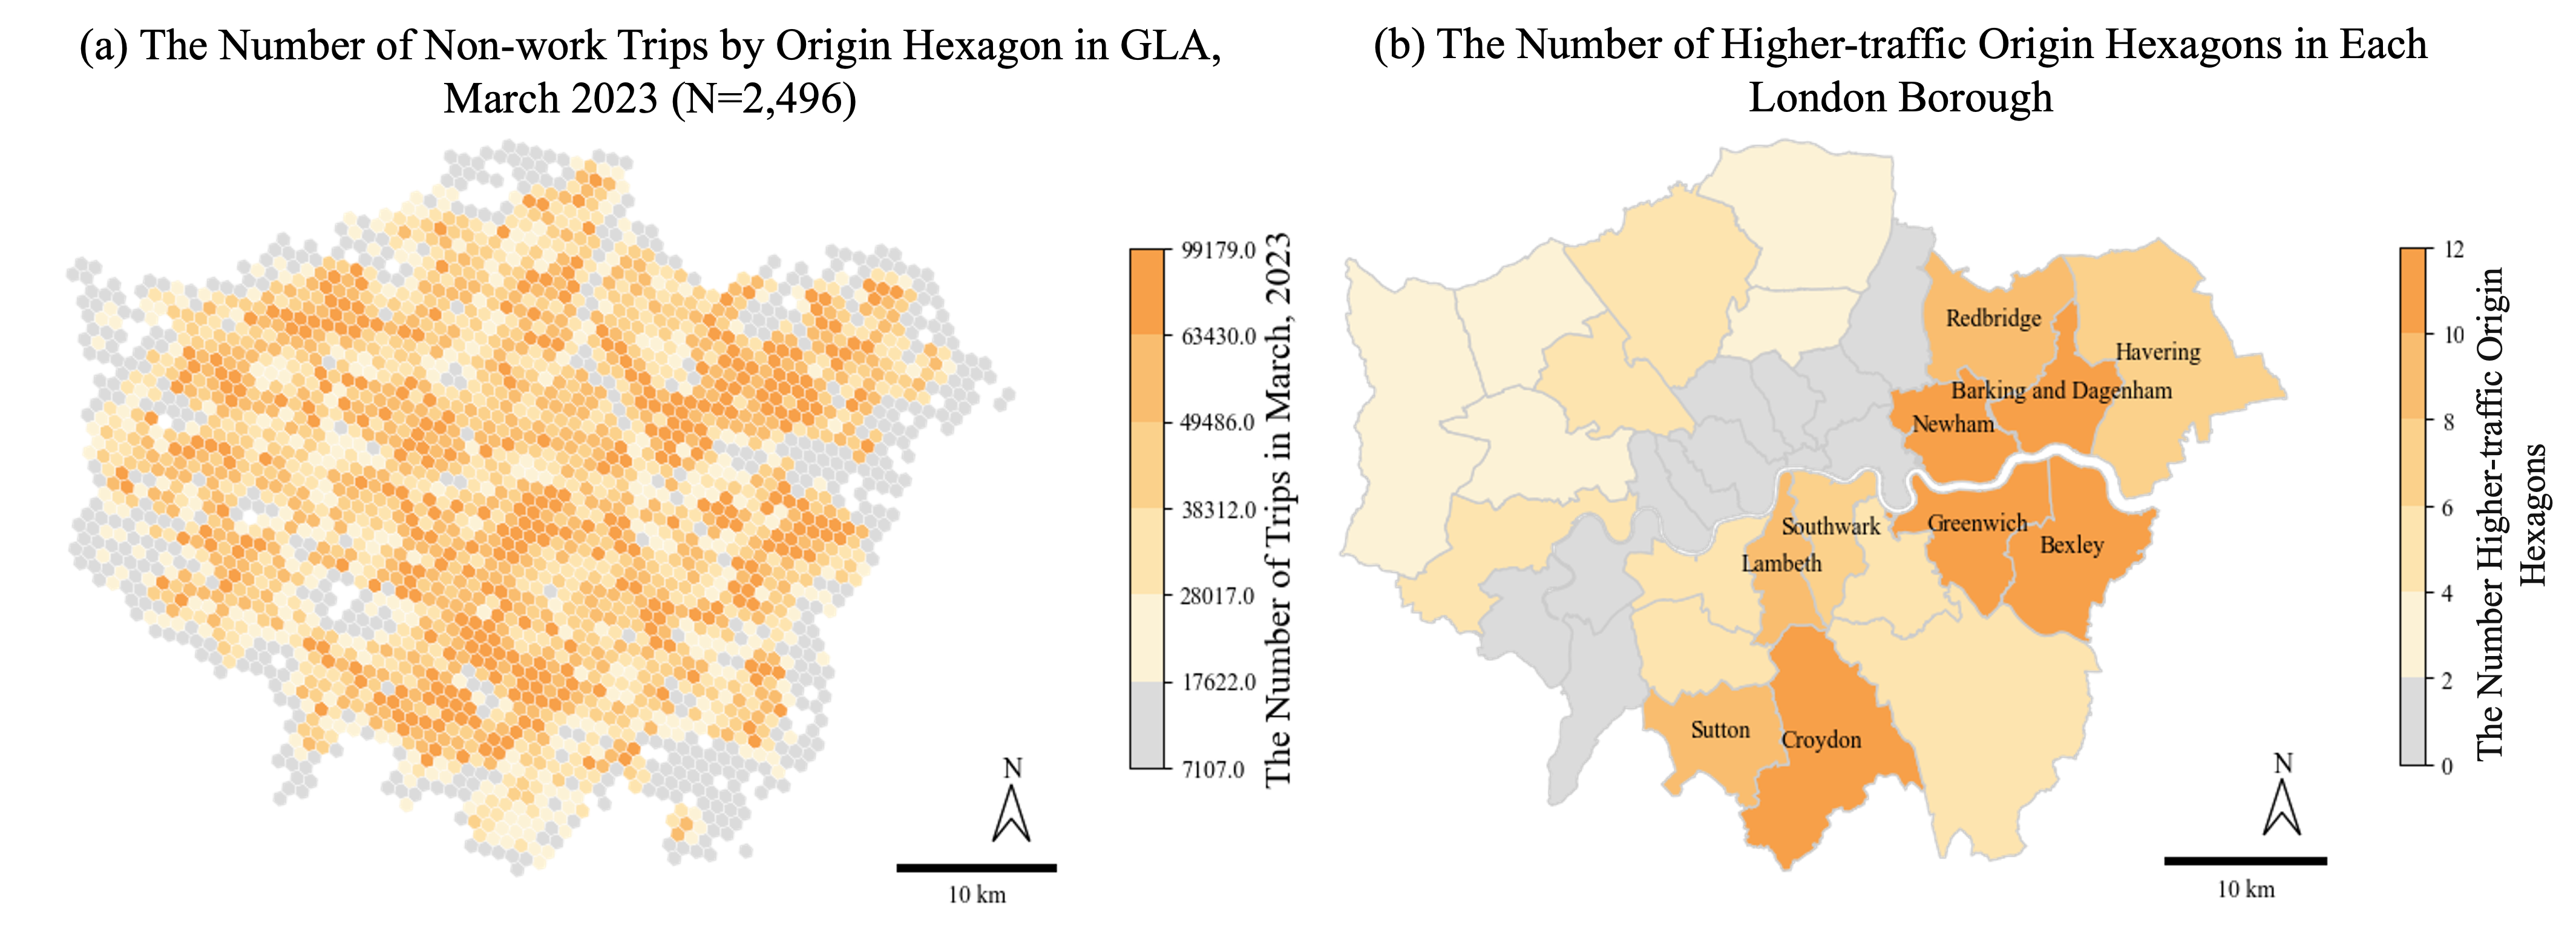 (a) The Number of Non-work Trips by Origin Hexagon in GLA,
March 2023 (N=2,496)
99179.0
63430.0
49486.0
38312.0
28017.0
17622.0
7107.0
The Number of Trips in March, 2023
N
10 km
(b) The Number of Higher-traffic Origin Hexagons in Each
London Borough
Redbridge
Havering
Barking and Dagenham
Newham
Southwark
Greenwich
Bexley
Lambeth
Sutton
Croydon
12
10
8
6
4
2
0
The Number Higher-traffic Origin
Hexagons
N
10 km